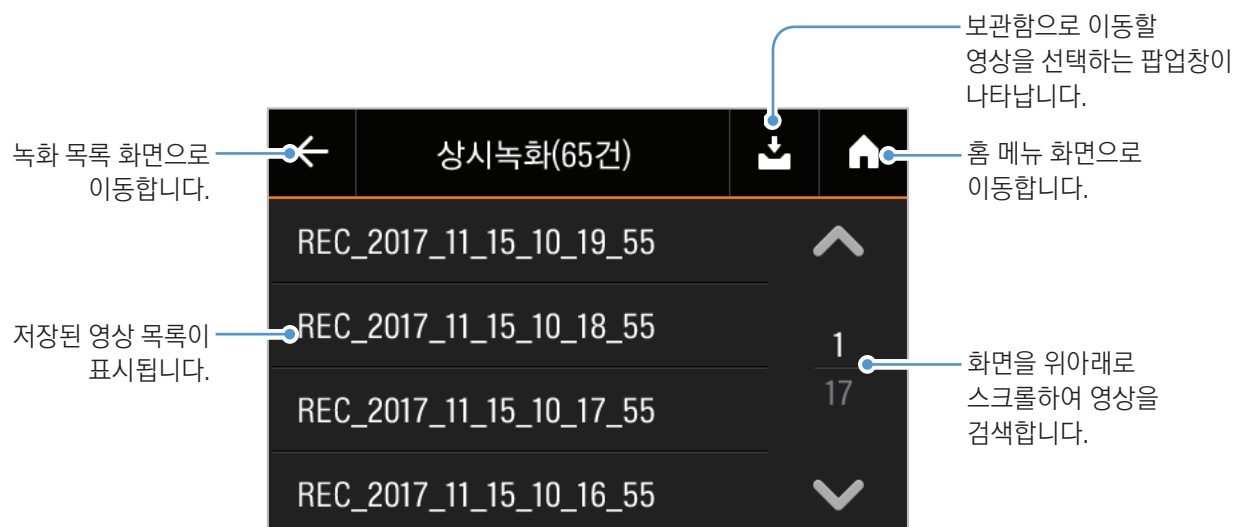 보관함으로 이동할
영상을 선택하는 팝업창이
나타납니다.
녹화 목록 화면으로
이동합니다.
상시녹화(65건)
홈 메뉴 화면으로
이동합니다.
REC_2017_11_15_10_19_55
저장된 영상 목록이
표시됩니다.
REC_2017_11_15_10_18_55
1
17
화면을 위아래로
스크롤하여 영상을
검색합니다.
REC_2017_11_15_10_17_55
REC_2017_11_15_10_16_55